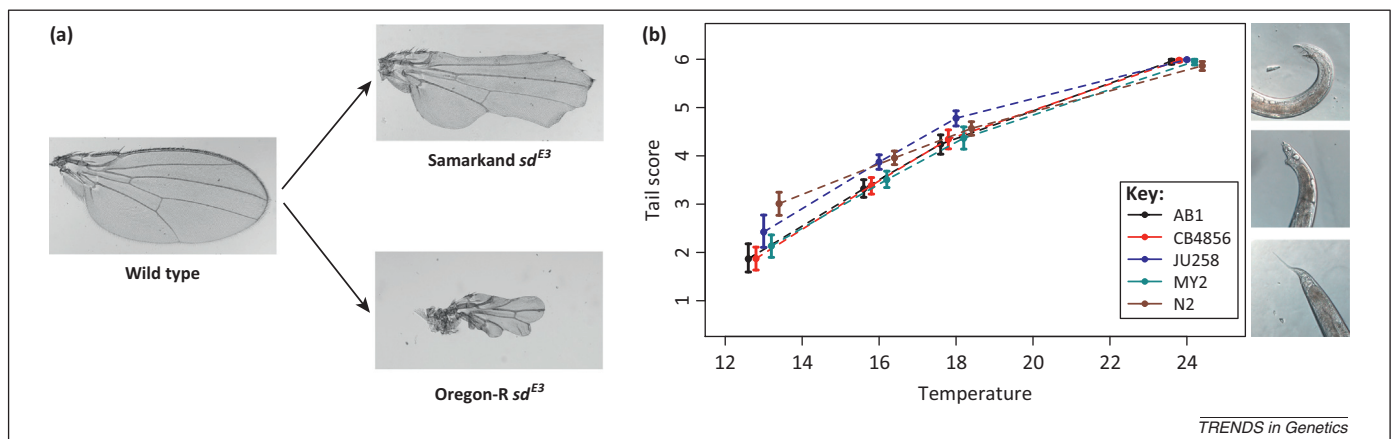 (a)
Wild type
Samarkand sd^E3
Oregon-R sd^E3
(b)
Tail score
6
5
4
3
2
1
12 14 16 18 20 22 24
Temperature
Key:
AB1
CB4856
JU258
MY2
N2
TRENDS in Genetics